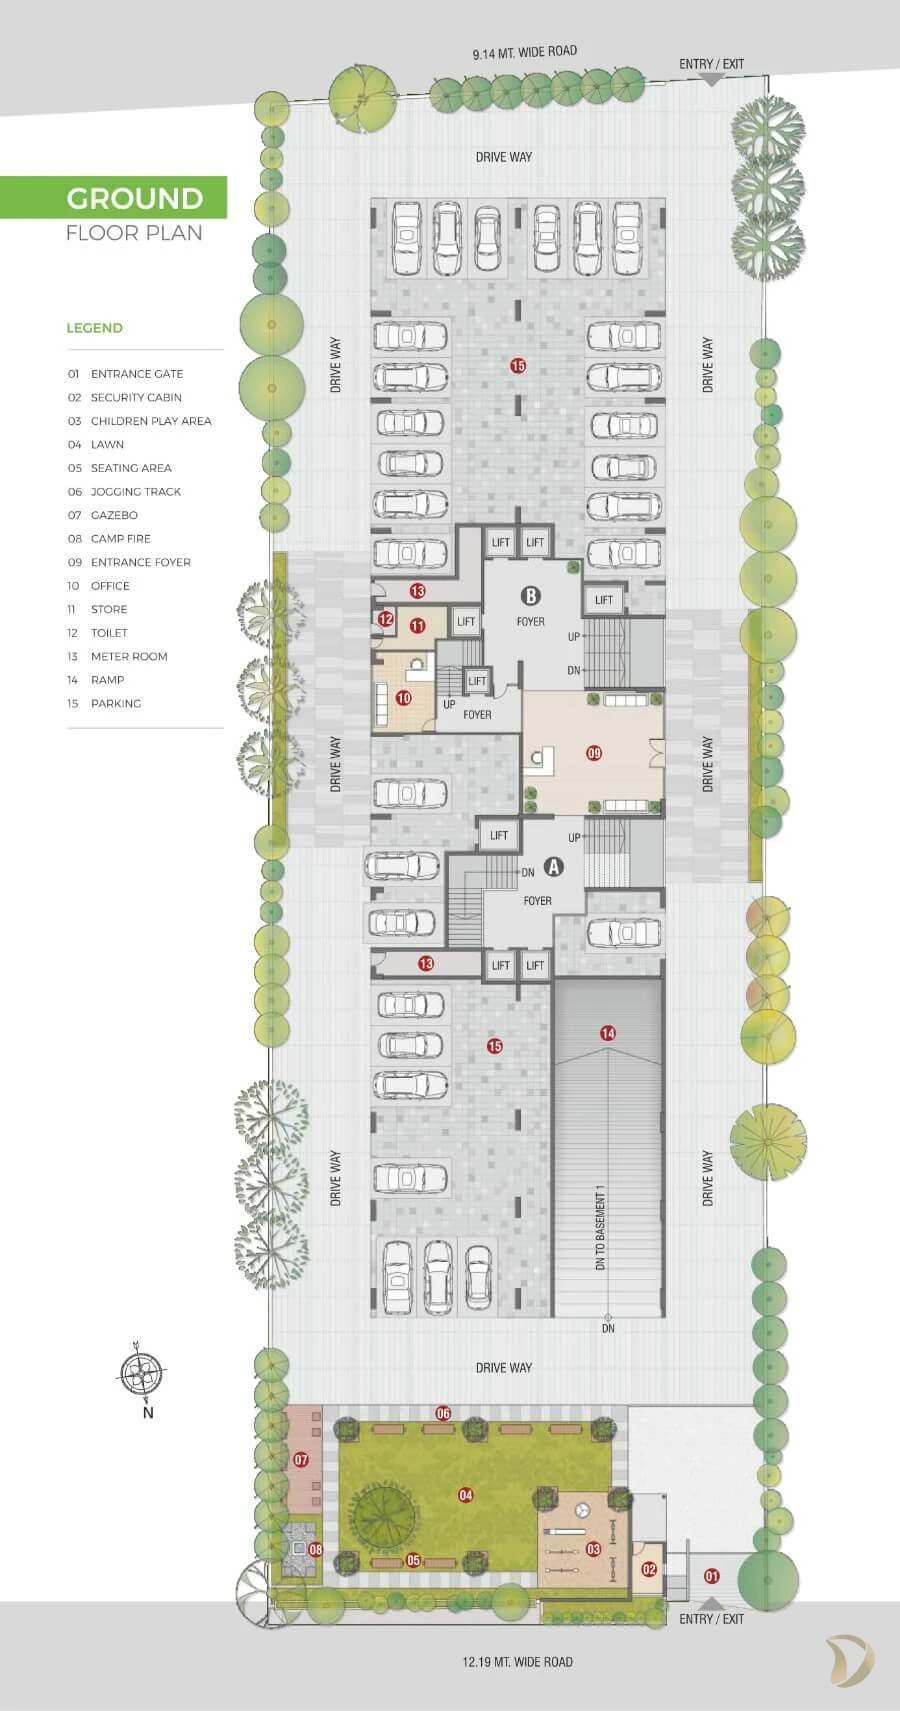 9.14 MT. WIDE ROAD
ENTRY / EXIT
DRIVE WAY
GROUND
FLOOR PLAN
LEGEND
01 ENTRANCE GATE
02 SECURITY CABIN
03 CHILDREN PLAY AREA
04 LAWN
05 SEATING AREA
06 JOGGING TRACK
07 GAZEBO
08 CAMP FIRE
09 ENTRANCE FOYER
10 OFFICE
11 STORE
12 TOILET
13 METER ROOM
14 RAMP
15 PARKING
DRIVE WAY
15
DRIVE WAY
LIFT LIFT
13
B
LIFT
12
11
LIFT
FOYER
UP
DN
LIFT
10
UP
FOYER
DRIVE WAY
09
DRIVE WAY
LIFT
UP
A
DN
FOYER
13
LIFT LIFT
14
15
DRIVE WAY
DN TO BASEMENT 1
DRIVE WAY
DN
DRIVE WAY
N
06
07
04
08
05
03
02
01
ENTRY / EXIT
12.19 MT. WIDE ROAD